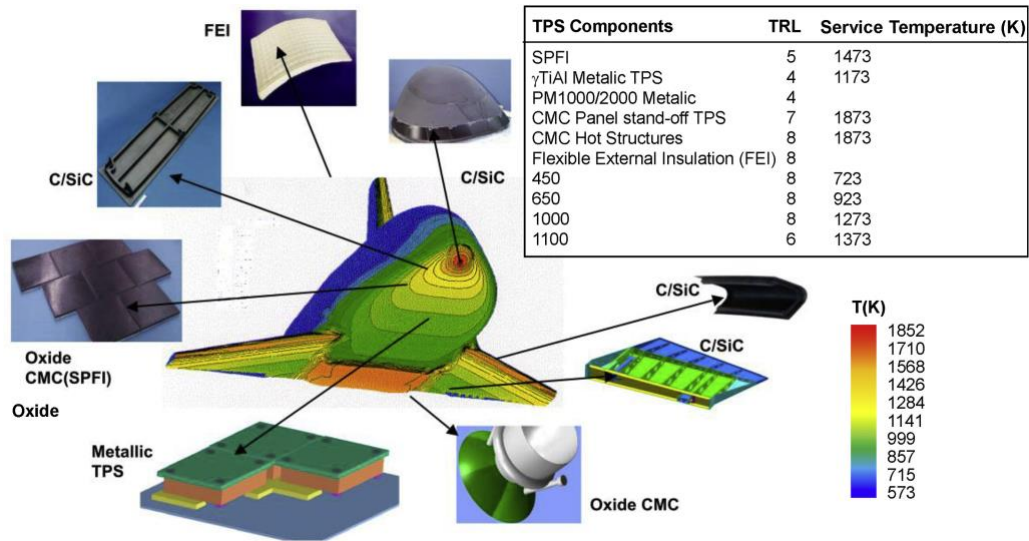 FEI
TPS Components TRL Service Temperature (K)
SPFI 5 1473
γTiAl Metalic TPS 4 1173
PM1000/2000 Metalic 4
CMC Panel stand-off TPS 7 1873
CMC Hot Structures 8 1873
Flexible External Insulation (FEI) 8
450 8 723
650 8 923
1000 8 1273
1100 6 1373
C/SiC
C/SiC
C/SiC
C/SiC
Oxide
CMC(SPFI)
Oxide
Metallic
TPS
Oxide CMC
T(K)
1852
1710
1568
1426
1284
1141
999
857
715
573